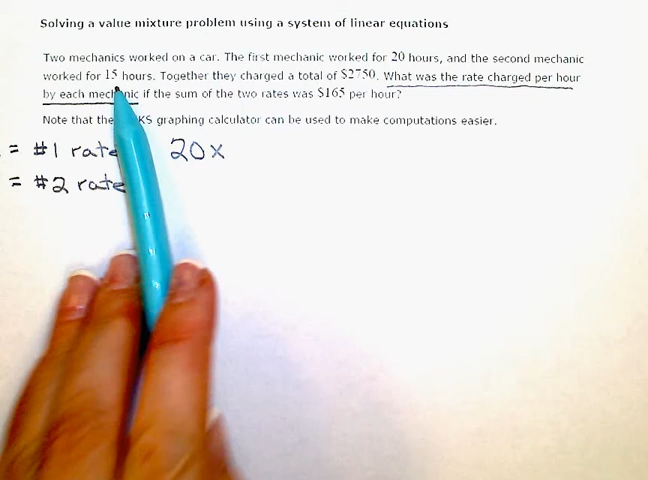 Solving a value mixture problem using a system of linear equations
Two mechanics worked on a car. The first mechanic worked for 20 hours, and the second mechanic
worked for 15 hours. Together they charged a total of $2750. What was the rate charged per hour
by each mechanic if the sum of the two rates was $165 per hour?
Note that the KS graphing calculator can be used to make computations easier.
= #1 rate 20x
= #2 rate